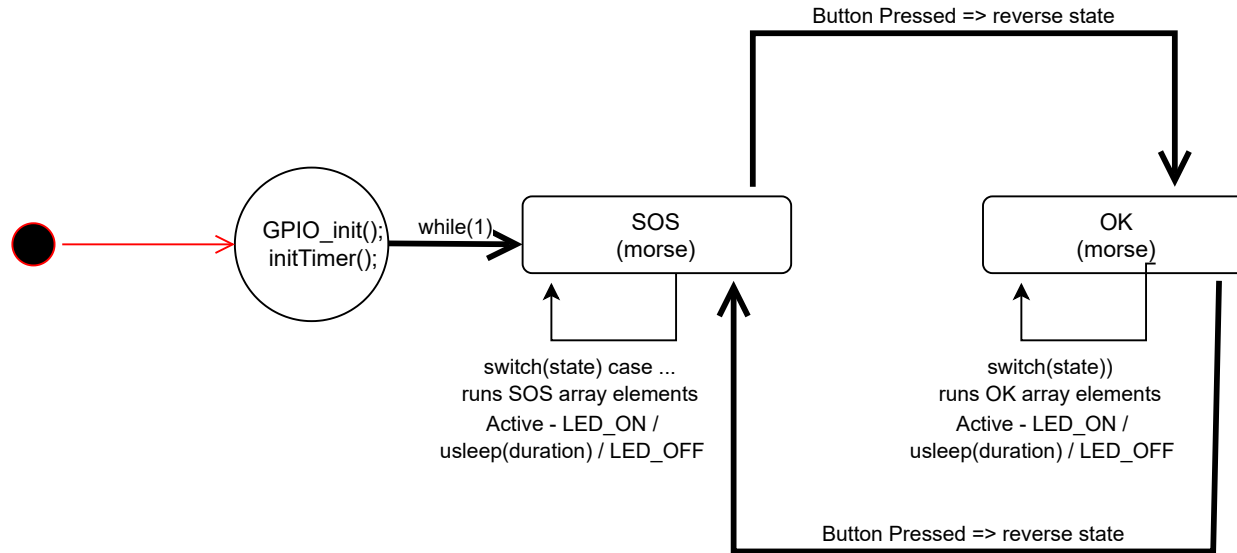 Button Pressed => reverse state
GPIO_init();
initTimer();
while(1)
SOS
(morse)
OK
(morse)
switch(state) case ...
runs SOS array elements
Active - LED_ON /
usleep(duration) / LED_OFF
switch(state))
runs OK array elements
Active - LED_ON /
usleep(duration) / LED_OFF
Button Pressed => reverse state